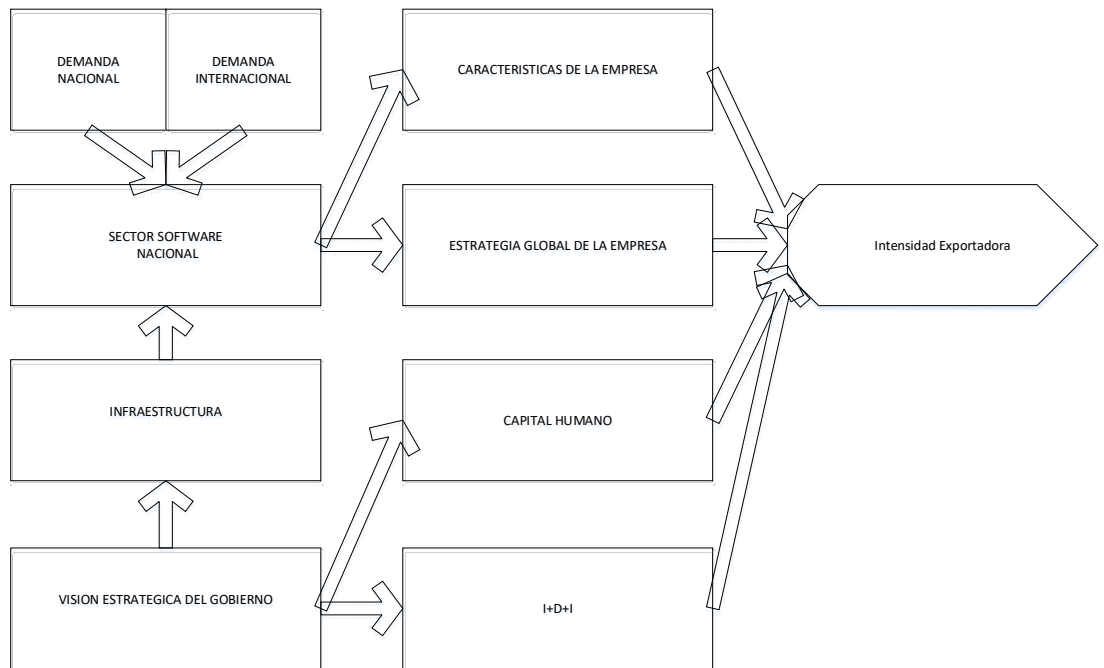 DEMANDA
NACIONAL
DEMANDA
INTERNACIONAL
CARACTERISTICAS DE LA EMPRESA
SECTOR SOFTWARE
NACIONAL
ESTRATEGIA GLOBAL DE LA EMPRESA
Intensidad Exportadora
INFRAESTRUCTURA
CAPITAL HUMANO
VISION ESTRATEGICA DEL GOBIERNO
I+D+I